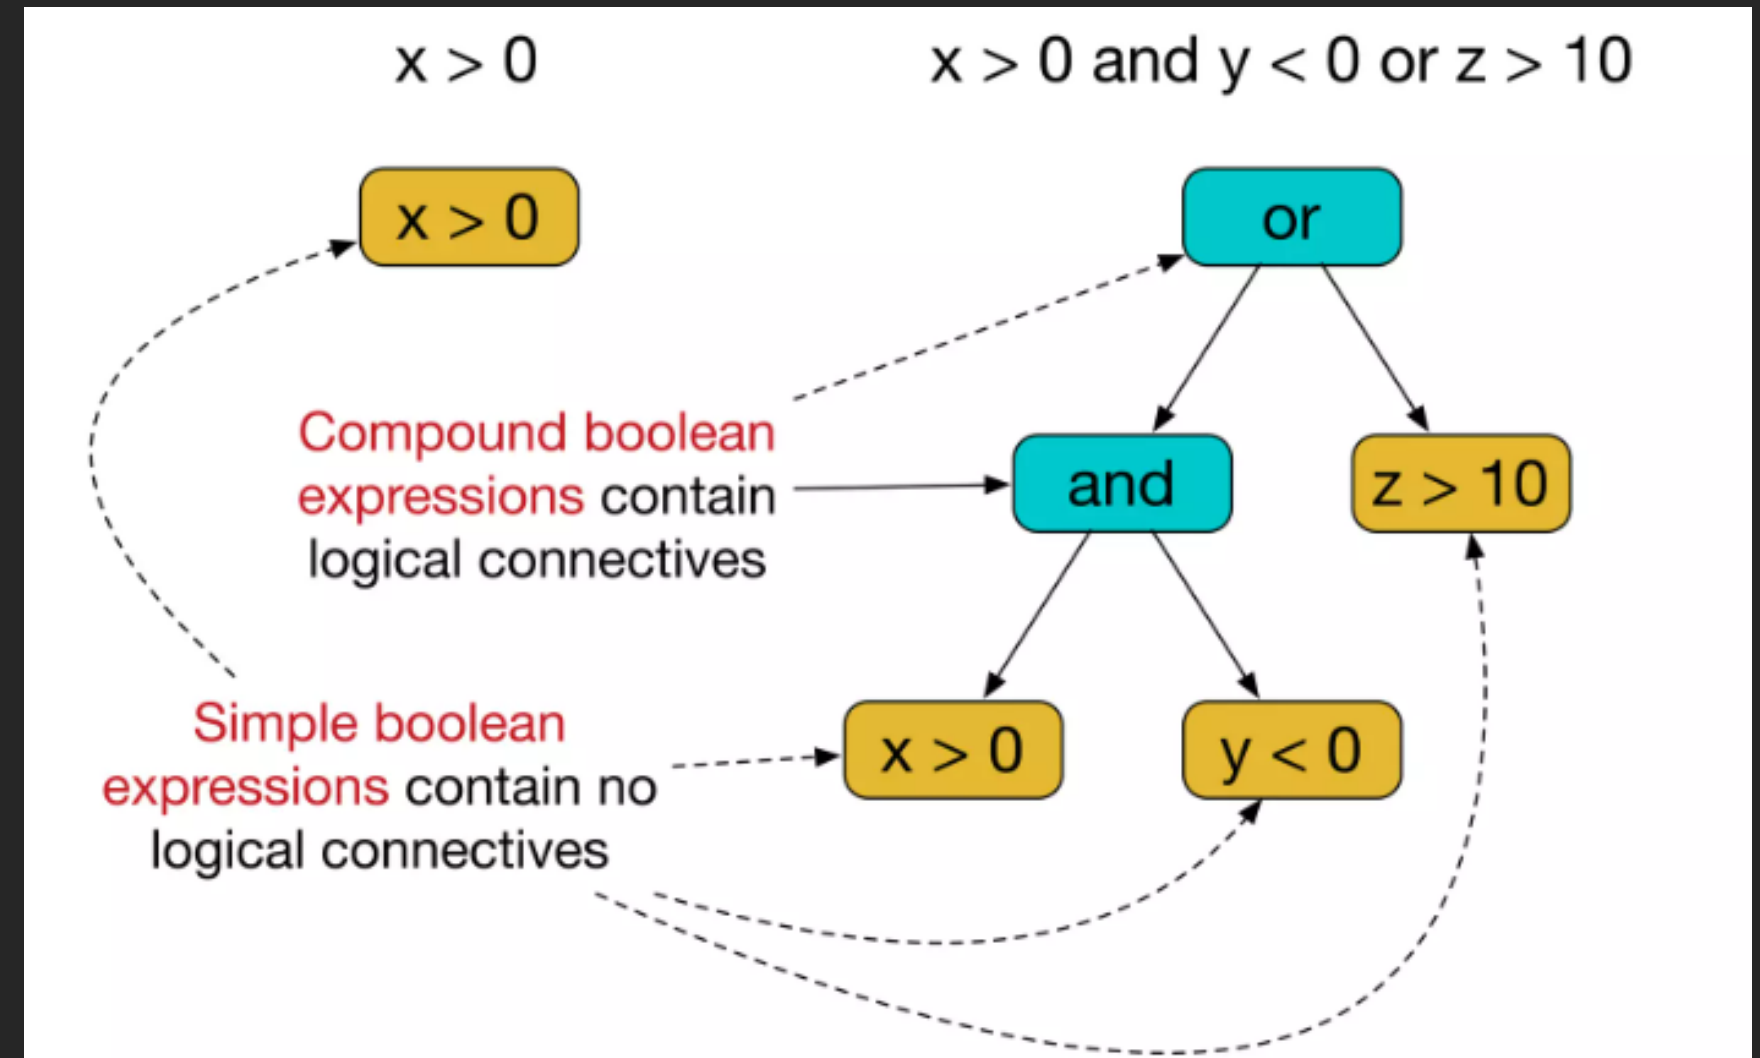 x > 0
x > 0 and y < 0 or z > 10
x > 0
or
Compound boolean
expressions contain
logical connectives
and
z > 10
Simple boolean
expressions contain no
logical connectives
x > 0
y < 0